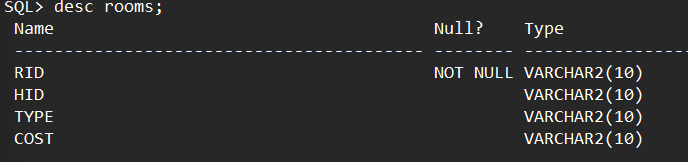 SQL> desc rooms;
Name Null? Type
----------------------------------------- -------- ----------------
RID NOT NULL VARCHAR2(10)
HID VARCHAR2(10)
TYPE VARCHAR2(10)
COST VARCHAR2(10)